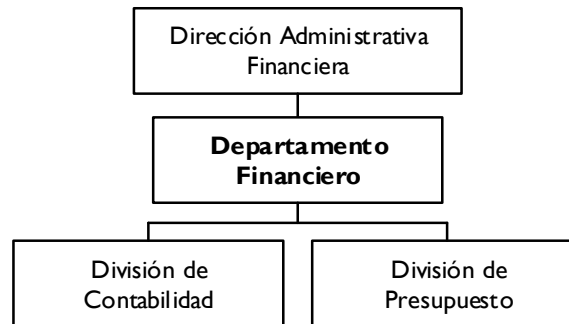 Dirección Administrativa
Financiera
Departamento
Financiero
División de
Contabilidad
División de
Presupuesto